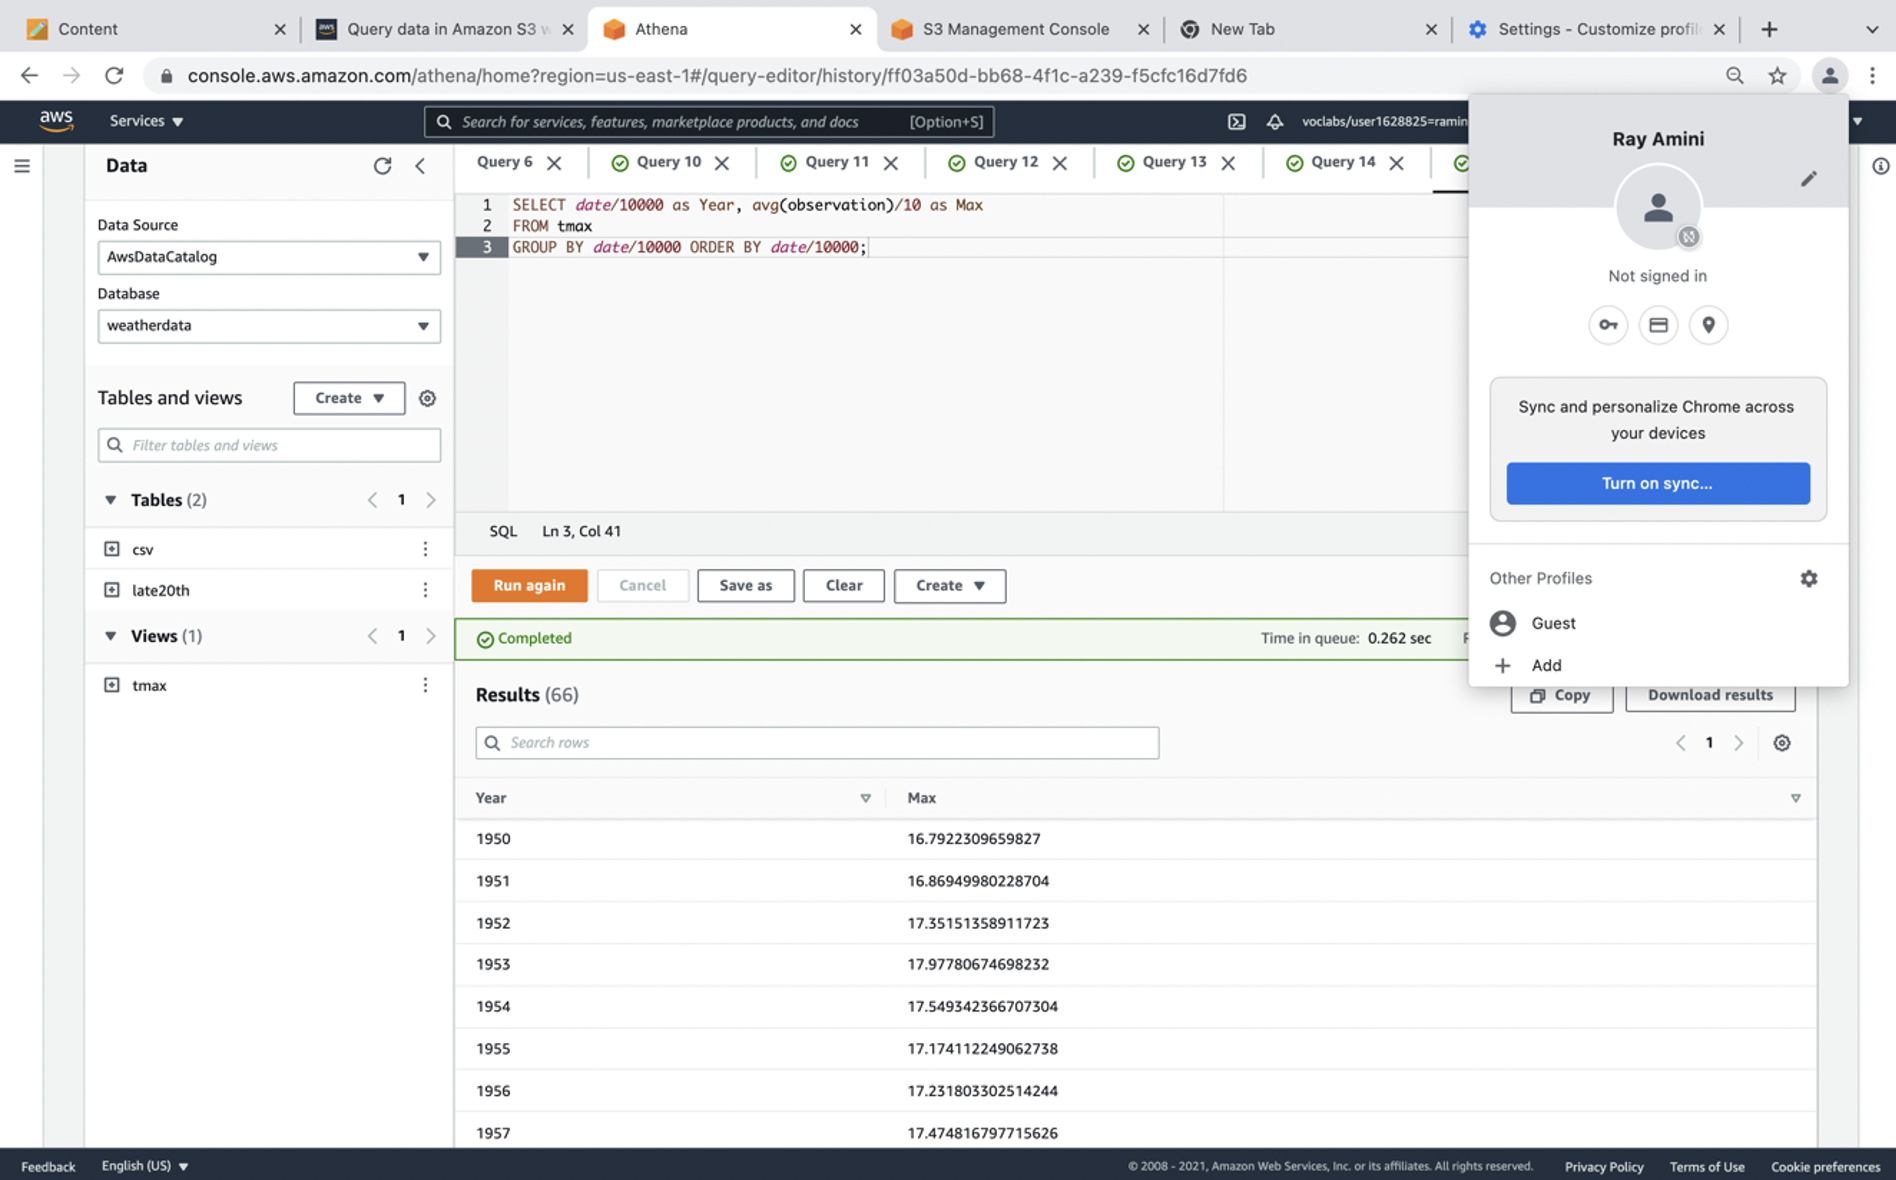 Content
Query data in Amazon S3
Athena
S3 Management Console
New Tab
Settings - Customize profil
console.aws.amazon.com/athena/home?region=us-east-1#/query-editor/history/ff03a50d-bb68-4f1c-a239-f5cfc16d7fd6
aws
Services
Search for services, features, marketplace products, and docs
[Option+S]
voclabs/user1628825=ramin
Data
Data Source
AwsDataCatalog
Database
weatherdata
Tables and views
Create
Filter tables and views
Tables (2)
1
csv
late20th
Views (1)
1
tmax
Query 6
Query 10
Query 11
Query 12
Query 13
Query 14
1 SELECT date/10000 as Year, avg(observation)/10 as Max
2 FROM tmax
3 GROUP BY date/10000 ORDER BY date/10000;
SQL
Ln 3, Col 41
Run again
Cancel
Save as
Clear
Create
Completed
Time in queue: 0.262 sec
Results (66)
Copy
Download results
Search rows
1
Year Max
1950 16.7922309659827
1951 16.86949980228704
1952 17.35151358911723
1953 17.97780674698232
1954 17.549342366707304
1955 17.174112249062738
1956 17.231803302514244
1957 17.474816797715626
Ray Amini
Not signed in
Sync and personalize Chrome across
your devices
Turn on sync...
Other Profiles
Guest
Add
Feedback
English (US)
© 2008 - 2021, Amazon Web Services, Inc. or its affiliates. All rights reserved.
Privacy Policy
Terms of Use
Cookie preferences